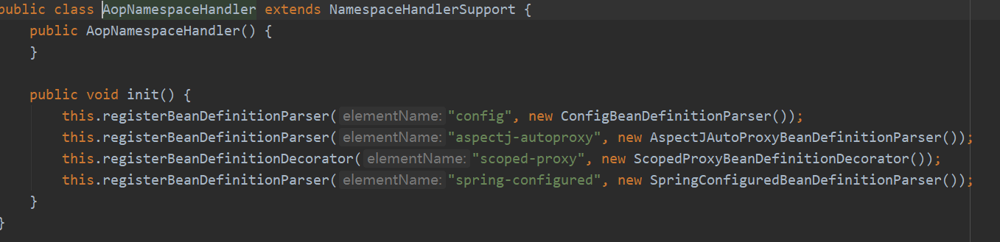 public class AopNamespaceHandler extends NamespaceHandlerSupport {
public AopNamespaceHandler() {
}
public void init() {
this.registerBeanDefinitionParser( elementName: "config", new ConfigBeanDefinitionParser());
this.registerBeanDefinitionParser( elementName: "aspectj-autoproxy", new AspectJAutoProxyBeanDefinitionParser());
this.registerBeanDefinitionDecorator( elementName: "scoped-proxy", new ScopedProxyBeanDefinitionDecorator());
this.registerBeanDefinitionParser( elementName: "spring-configured", new SpringConfiguredBeanDefinitionParser());
}
}